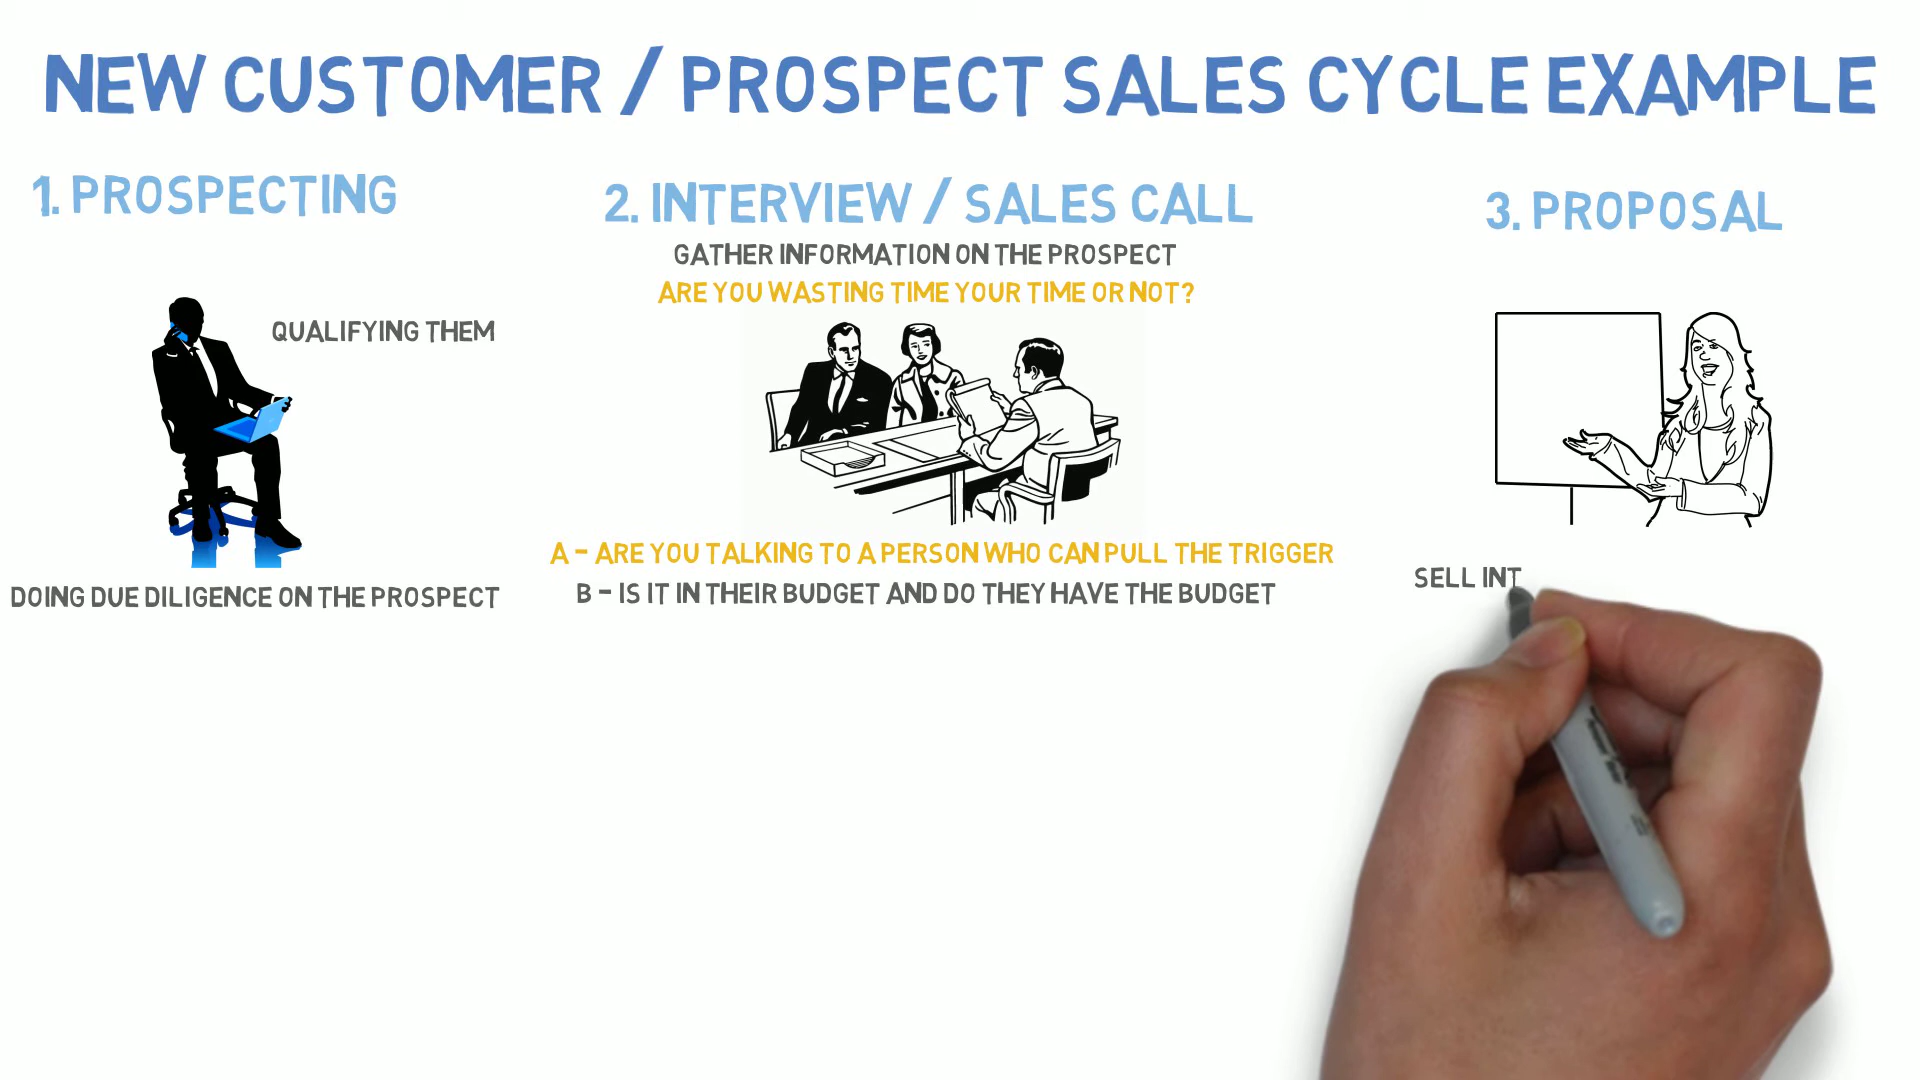 NEW CUSTOMER / PROSPECT SALES CYCLE EXAMPLE
1. PROSPECTING
QUALIFYING THEM
DOING DUE DILIGENCE ON THE PROSPECT
2. INTERVIEW / SALES CALL
GATHER INFORMATION ON THE PROSPECT
ARE YOU WASTING TIME YOUR TIME OR NOT?
A - ARE YOU TALKING TO A PERSON WHO CAN PULL THE TRIGGER
B - IS IT IN THEIR BUDGET AND DO THEY HAVE THE BUDGET
3. PROPOSAL
SELL INT